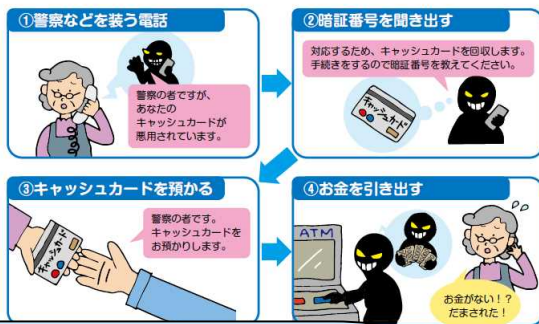 ①警察などを装う電話
警察の者ですが、
あなたの
キャッシュカードが
悪用されています。
②暗証番号を聞き出す
対応するため、キャッシュカードを回収します。
手続きをするので暗証番号を教えてください。
キャッシュカード
③キャッシュカードを預かる
警察の者です。
キャッシュカードを
お預かりします。
キャッシュカード
④お金を引き出す
ATM
お金がない！？
だまされた！